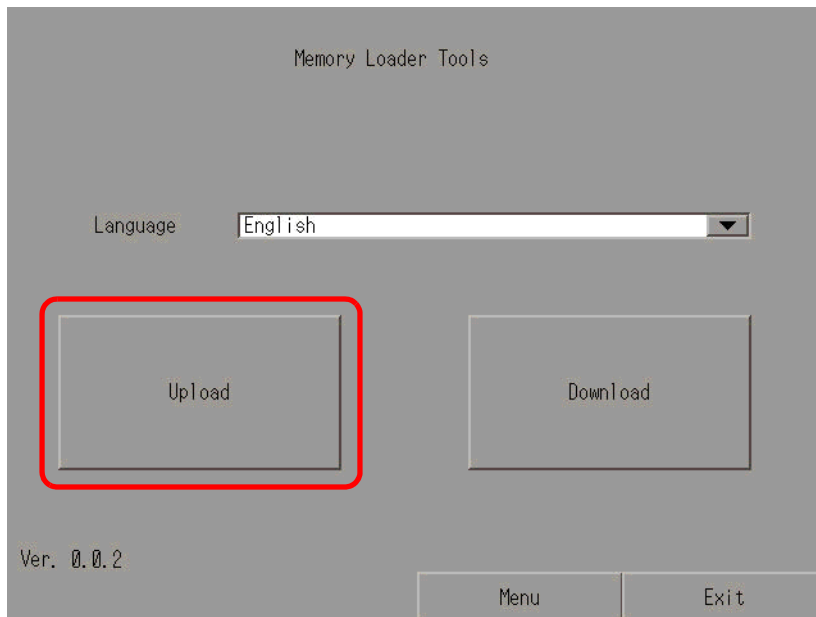 Memory Loader Tools
Language English
Upload Download
Ver. 0.0.2
Menu Exit